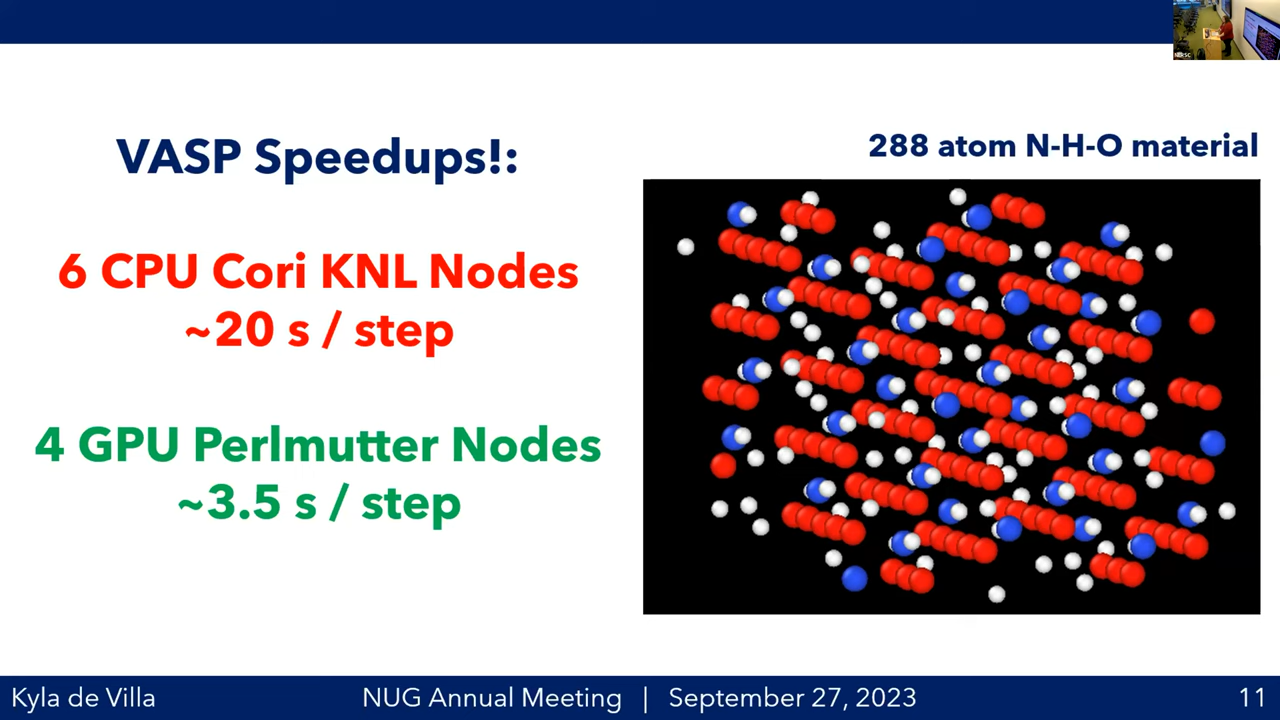 VASP Speedups!:
6 CPU Cori KNL Nodes
~20 s / step
4 GPU Perlmutter Nodes
~3.5 s / step
288 atom N-H-O material
Kyla de Villa
NUG Annual Meeting | September 27, 2023
11